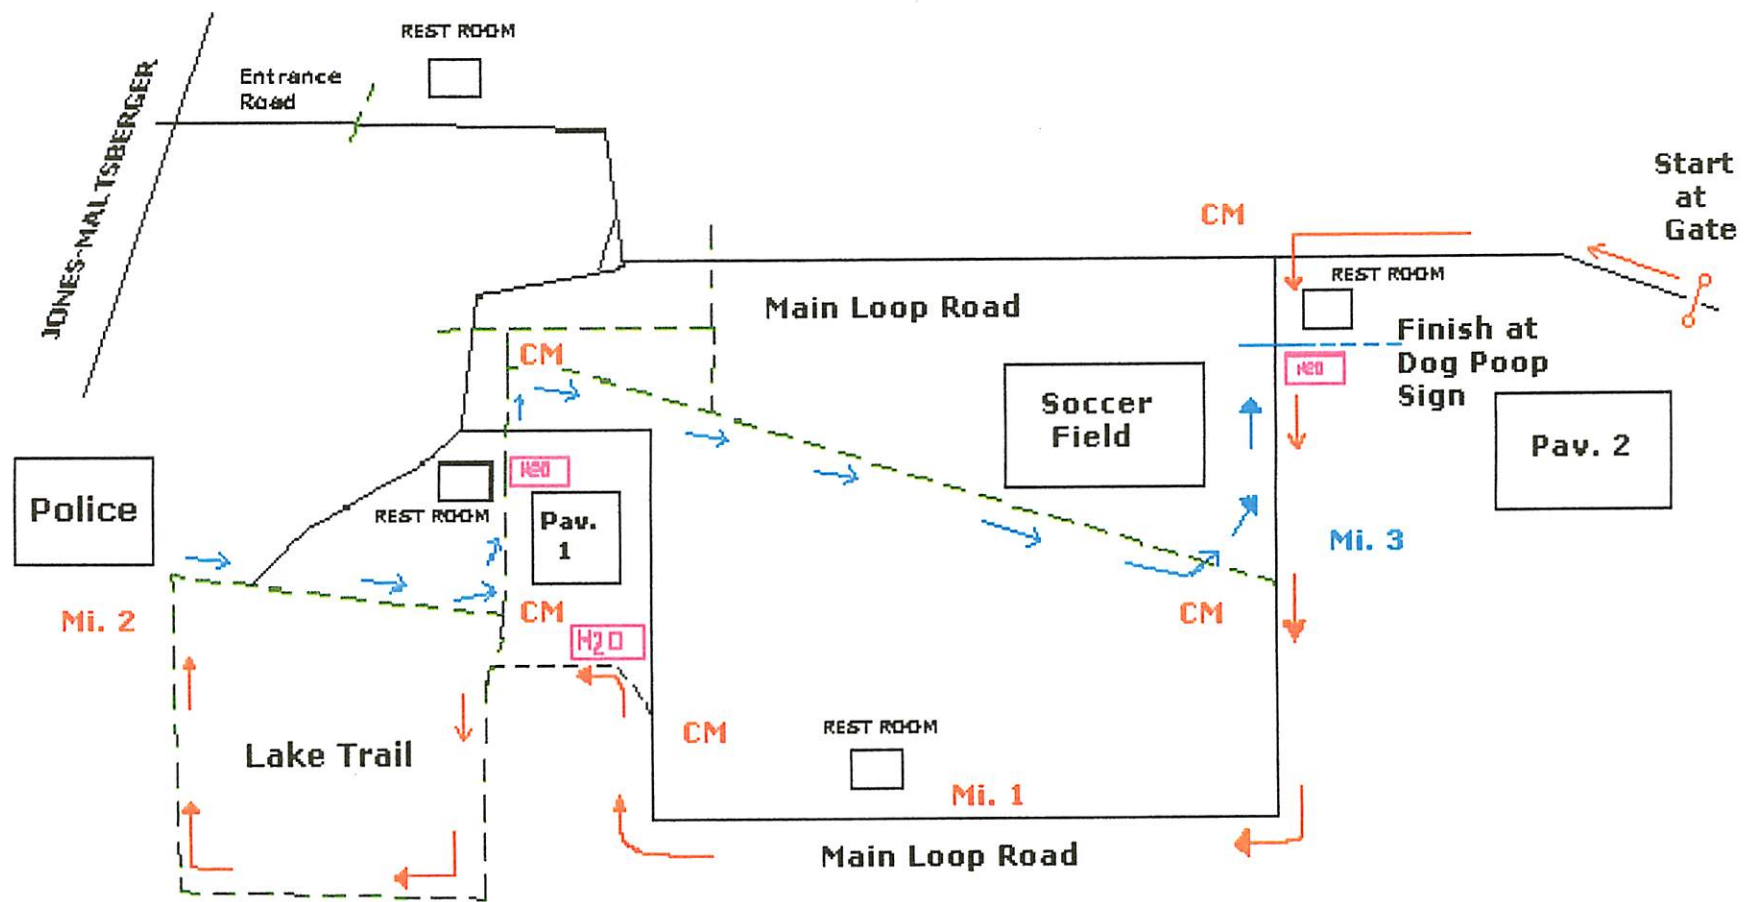 REST ROOM
Entrance
Road
JONES-MALTSBERGER
Start
at
Gate
CM
REST ROOM
Main Loop Road
Finish at
Dog Poop
Sign
CM
H20
Soccer
Field
Pav. 2
H20
Police
REST ROOM
Pav.
1
Mi. 3
Mi. 2
CM
CM
H2O
REST ROOM
CM
Lake Trail
Mi. 1
Main Loop Road